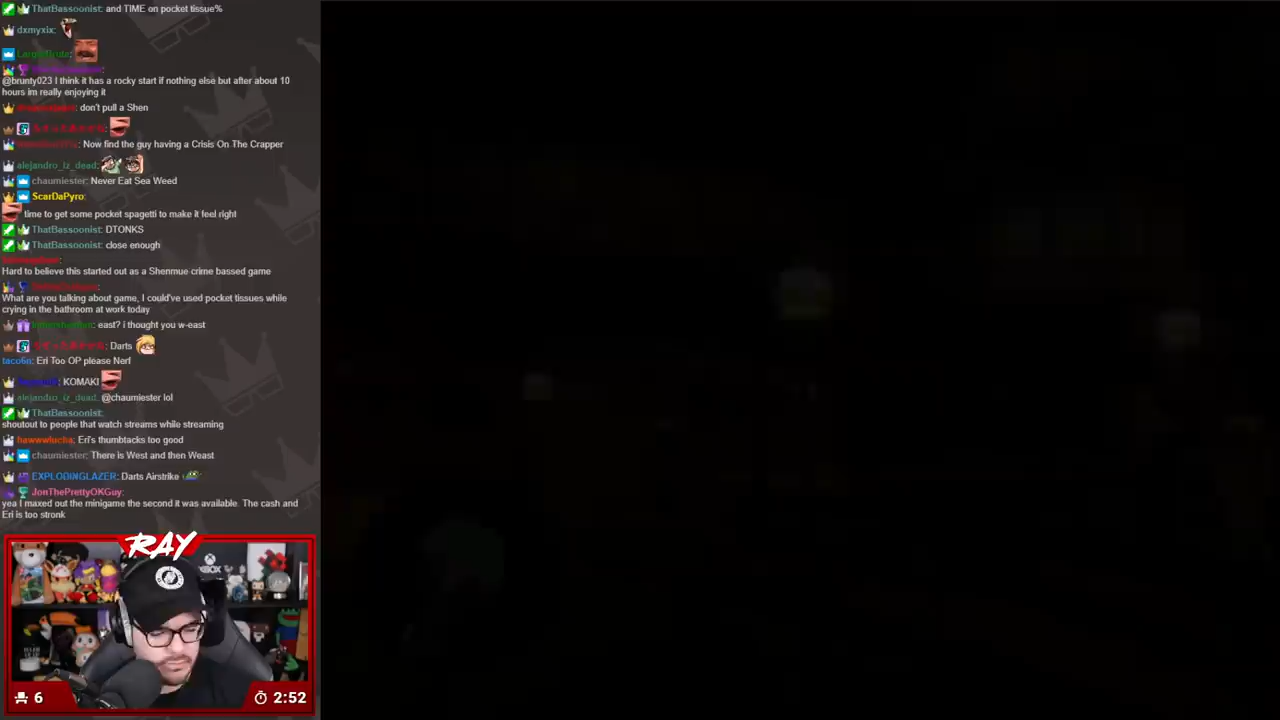 ThatBassoonist: and TIME on pocket tissue%
dxmyxix:
@brunty023 I think it has a rocky start if nothing else but after about 10
hours im really enjoying it
don't pull a Shen
Now find the guy having a Crisis On The Crapper
alejandro_iz_dead:
chaumiester: Never Eat Sea Weed
ScarDaPyro:
time to get some pocket spagetti to make it feel right
ThatBassoonist: DTONKS
ThatBassoonist: close enough
Hard to believe this started out as a Shenmue crime bassed game
What are you talking about game, I could've used pocket tissues while
crying in the bathroom at work today
east? i thought you w-east
Darts
taco6n: Eri Too OP please Nerf
KOMAKI
alejandro_iz_dead: @chaumiester lol
ThatBassoonist:
shoutout to people that watch streams while streaming
hawwwlucha: Eri's thumbtacks too good
chaumiester: There is West and then Weast
EXPLODINGLAZER: Darts Airstrike
JonThePrettyOKGuy:
yea I maxed out the minigame the second it was available. The cash and
Eri is too stronk
RAY
XBOX
6
2:52